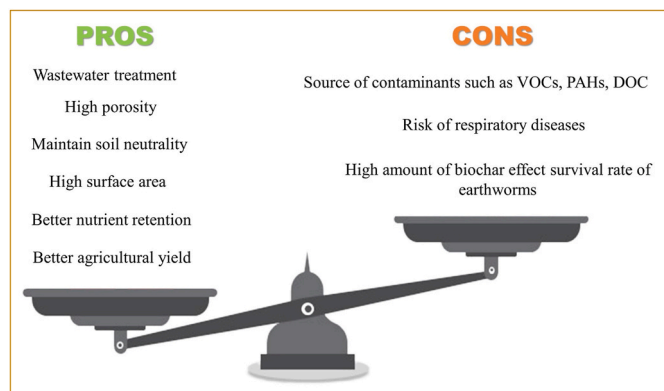 PROS
Wastewater treatment
High porosity
Maintain soil neutrality
High surface area
Better nutrient retention
Better agricultural yield
CONS
Source of contaminants such as VOCs, PAHs, DOC
Risk of respiratory diseases
High amount of biochar effect survival rate of
earthworms